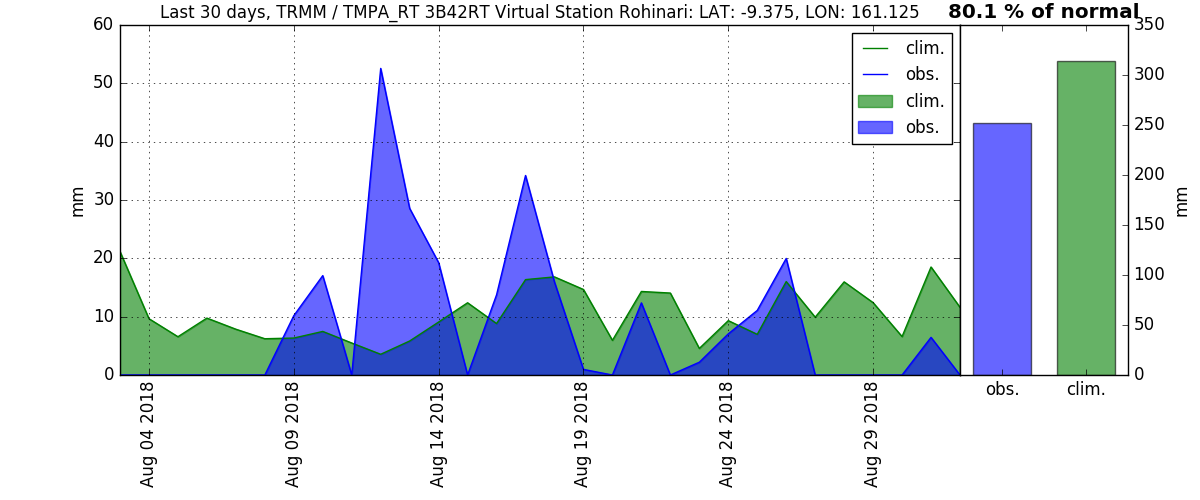 Last 30 days, TRMM / TMPA_RT 3B42RT Virtual Station Rohinari: LAT: -9.375, LON: 161.125
80.1 % of normal
60
50
40
30
20
10
0
mm
clim.
obs.
clim.
obs.
Aug 04 2018
Aug 09 2018
Aug 14 2018
Aug 19 2018
Aug 24 2018
Aug 29 2018
350
300
250
200
150
100
50
0
mm
obs.
clim.